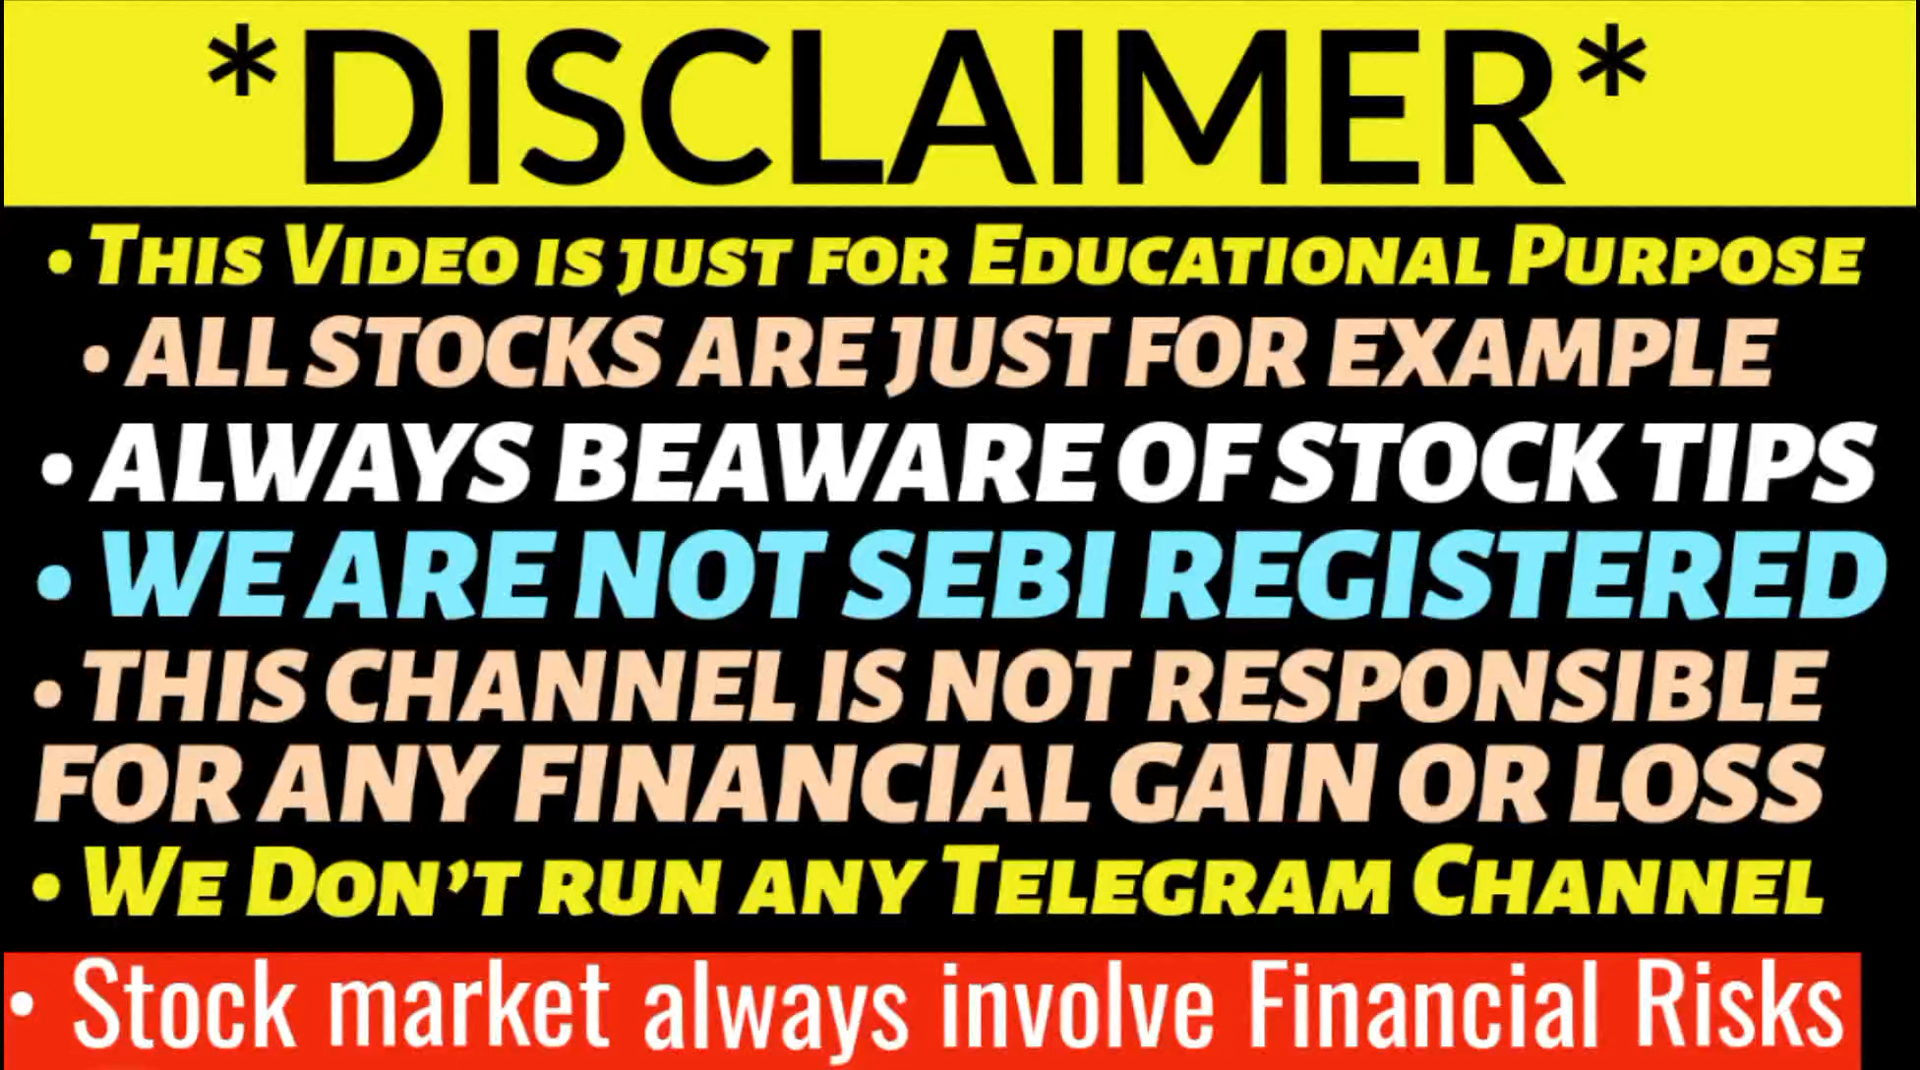 *DISCLAIMER*
• THIS VIDEO IS JUST FOR EDUCATIONAL PURPOSE
• ALL STOCKS ARE JUST FOR EXAMPLE
• ALWAYS BEAWARE OF STOCK TIPS
• WE ARE NOT SEBI REGISTERED
• THIS CHANNEL IS NOT RESPONSIBLE
FOR ANY FINANCIAL GAIN OR LOSS
• WE DON'T RUN ANY TELEGRAM CHANNEL
• Stock market always involve Financial Risks